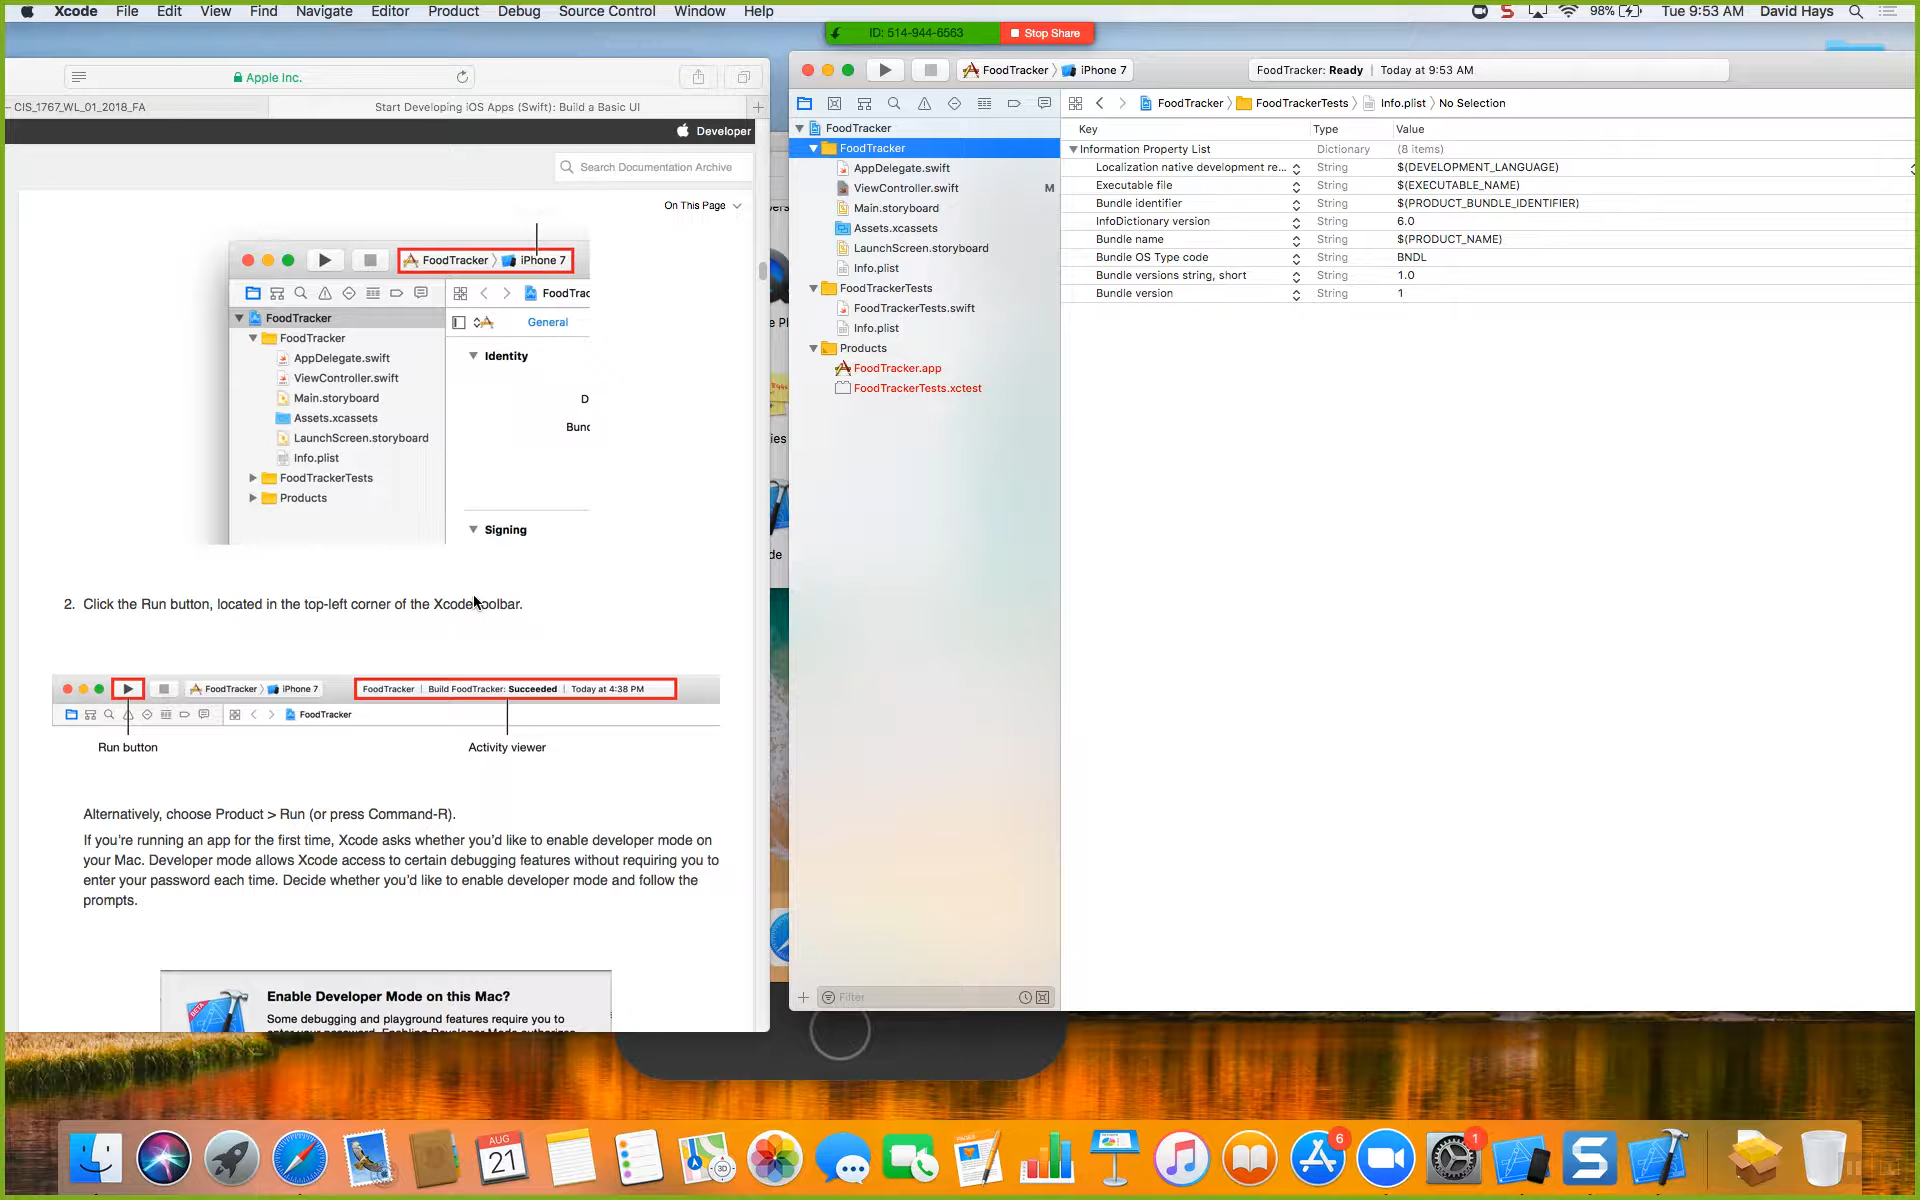 Xcode File Edit View Find Navigate Editor Product Debug Source Control Window Help
98% Tue 9:53 AM David Hays
ID: 514-944-6563 Stop Share
Apple Inc.
CIS_1767_WL_01_2018_FA
Start Developing iOS Apps (Swift): Build a Basic UI
Developer
Search Documentation Archive
On This Page
FoodTracker iPhone 7
FoodTrac
FoodTracker
General
FoodTracker
Identity
AppDelegate.swift
ViewController.swift
Main.storyboard
D
Assets.xcassets
Bunc
LaunchScreen.storyboard
Info.plist
FoodTrackerTests
Products
Signing
2. Click the Run button, located in the top-left corner of the Xcode toolbar.
FoodTracker iPhone 7
FoodTracker | Build FoodTracker: Succeeded | Today at 4:38 PM
FoodTracker
Run button
Activity viewer
Alternatively, choose Product > Run (or press Command-R).
If you’re running an app for the first time, Xcode asks whether you’d like to enable developer mode on
your Mac. Developer mode allows Xcode access to certain debugging features without requiring you to
enter your password each time. Decide whether you’d like to enable developer mode and follow the
prompts.
Enable Developer Mode on this Mac?
Some debugging and playground features require you to
FoodTracker iPhone 7
FoodTracker: Ready | Today at 9:53 AM
FoodTracker FoodTrackerTests Info.plist No Selection
FoodTracker
FoodTracker
AppDelegate.swift
ViewController.swift M
Main.storyboard
Assets.xcassets
LaunchScreen.storyboard
Info.plist
FoodTrackerTests
FoodTrackerTests.swift
Info.plist
Products
FoodTracker.app
FoodTrackerTests.xctest
Filter
Key Type Value
Information Property List Dictionary (8 items)
Localization native development re... String $(DEVELOPMENT_LANGUAGE)
Executable file String $(EXECUTABLE_NAME)
Bundle identifier String $(PRODUCT_BUNDLE_IDENTIFIER)
InfoDictionary version String 6.0
Bundle name String $(PRODUCT_NAME)
Bundle OS Type code String BNDL
Bundle versions string, short String 1.0
Bundle version String 1
AUG
21
3D
PAGES
6
1
S